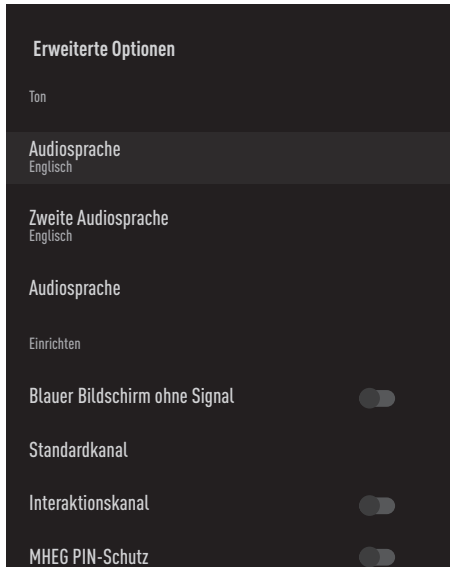 Erweiterte Optionen
Ton
Audiosprache
Englisch
Zweite Audiosprache
Englisch
Audiosprache
Einrichten
Blauer Bildschirm ohne Signal
Standardkanal
Interaktionskanal
MHEG PIN-Schutz